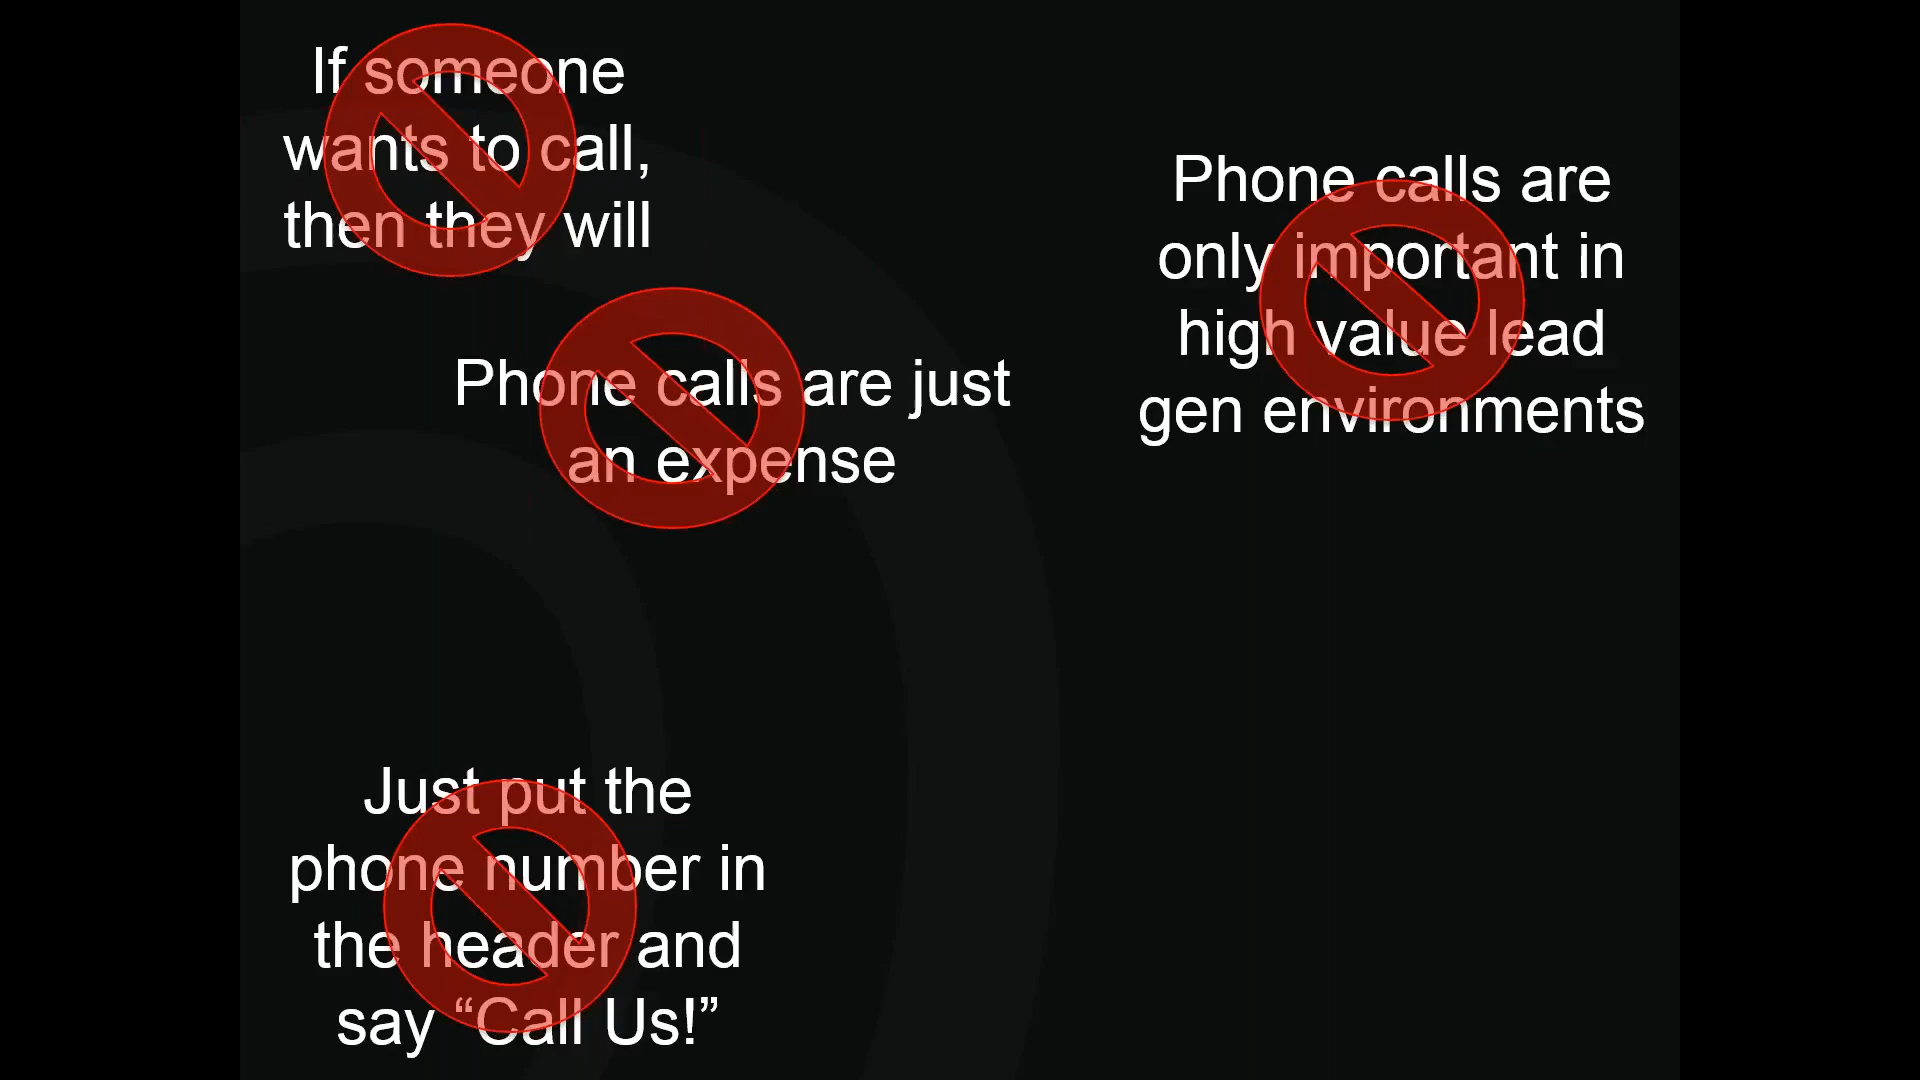 If someone
wants to call,
then they will
Phone calls are
only important in
high value lead
gen environments
Phone calls are just
an expense
Just put the
phone number in
the header and
say “Call Us!”